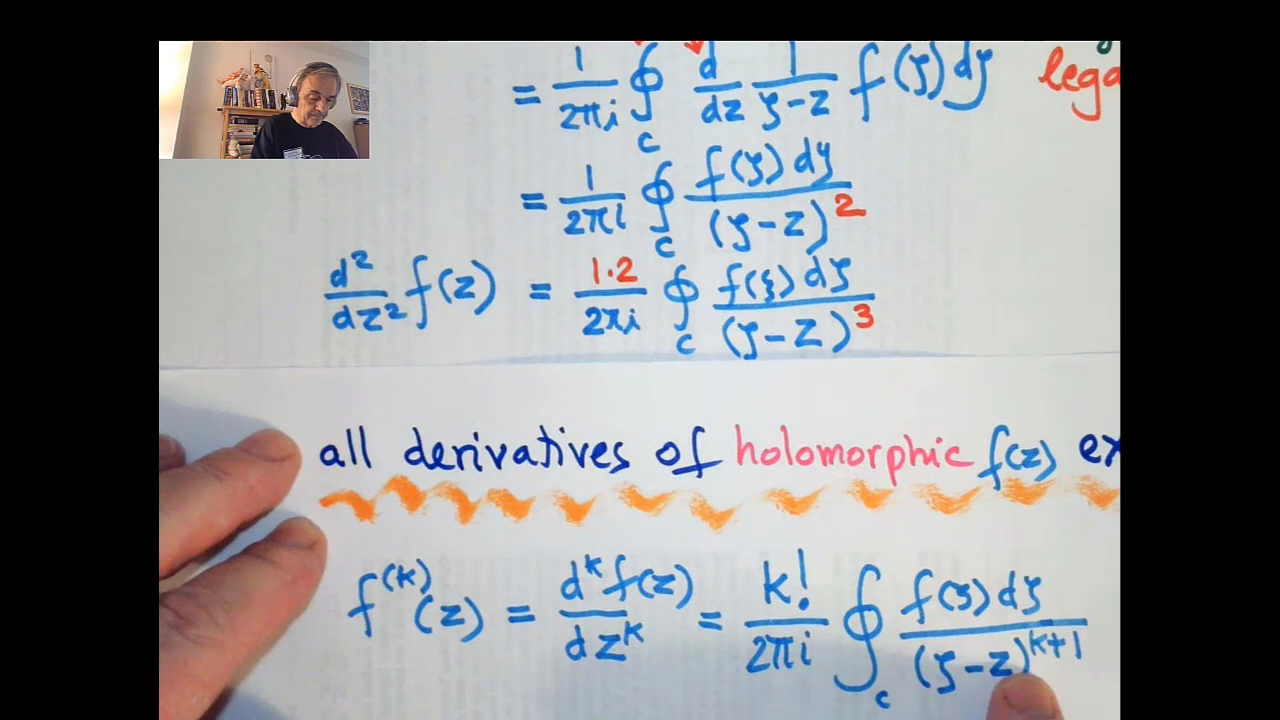 = 1/2πi ∮_C d/dz 1/(ζ-z) f(ζ)dζ
= 1/2πi ∮_C f(ζ)dζ/(ζ-z)²
d²/dz² f(z) = 1·2/2πi ∮_C f(ζ)dζ/(ζ-z)³
all derivatives of holomorphic f(z) ex
f^(k)(z) = d^k f(z)/dz^k = k!/2πi ∮_C f(ζ)dζ/(ζ-z)^(k+1)